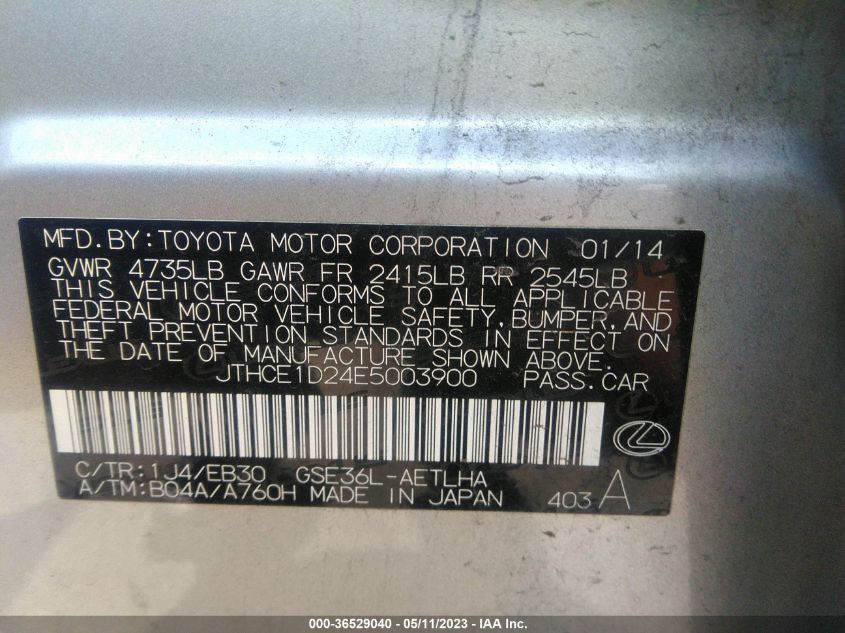 MFD.BY:TOYOTA MOTOR CORPORATION 01/14
GVWR 4735LB GAWR FR 2415LB RR 2545LB
THIS VEHICLE CONFORMS TO ALL APPLICABLE
FEDERAL MOTOR VEHICLE SAFETY,BUMPER,AND
THEFT PREVENTION STANDARDS IN EFFECT ON
THE DATE OF MANUFACTURE SHOWN ABOVE.
JTHCE1D24E5003900 PASS.CAR
C/TR:1J4/EB30 GSE36L-AETLHA
A/TM:B04A/A760H MADE IN JAPAN 403 A
000-36529040 - 05/11/2023 - IAA Inc.